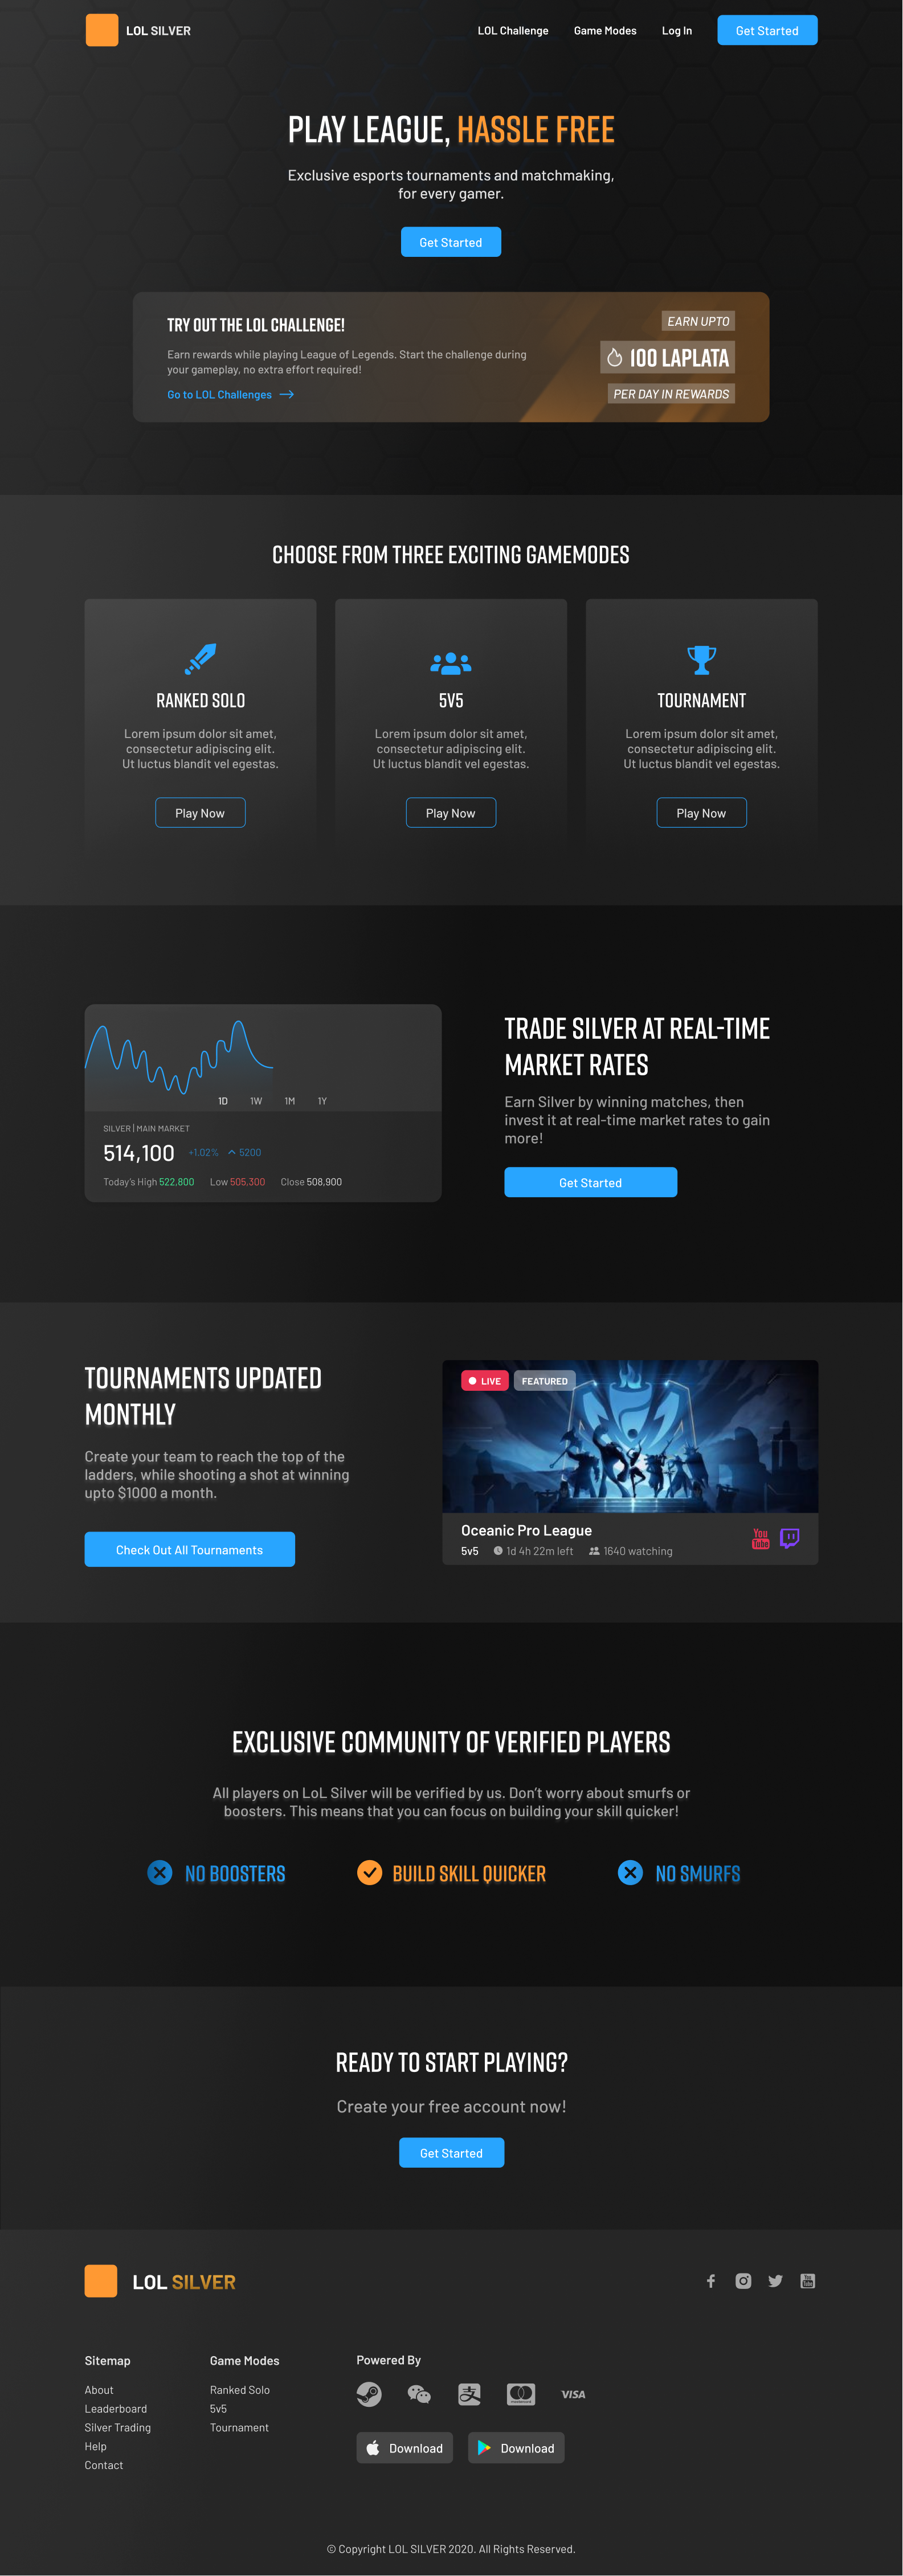 LOL SILVER
LOL Challenge
Game Modes
Log In
Get Started
PLAY LEAGUE, HASSLE FREE
Exclusive esports tournaments and matchmaking,
for every gamer.
Get Started
TRY OUT THE LOL CHALLENGE!
Earn rewards while playing League of Legends. Start the challenge during
your gameplay, no extra effort required!
Go to LOL Challenges
EARN UPTO
100 LAPLATA
PER DAY IN REWARDS
CHOOSE FROM THREE EXCITING GAMEMODES
RANKED SOLO
Lorem ipsum dolor sit amet,
consectetur adipiscing elit.
Ut luctus blandit vel egestas.
Play Now
5V5
Lorem ipsum dolor sit amet,
consectetur adipiscing elit.
Ut luctus blandit vel egestas.
Play Now
TOURNAMENT
Lorem ipsum dolor sit amet,
consectetur adipiscing elit.
Ut luctus blandit vel egestas.
Play Now
1D 1W 1M 1Y
SILVER | MAIN MARKET
514,100 +1.02% 5200
Today's High 522,800 Low 505,300 Close 508,900
TRADE SILVER AT REAL-TIME
MARKET RATES
Earn Silver by winning matches, then
invest it at real-time market rates to gain
more!
Get Started
TOURNAMENTS UPDATED
MONTHLY
Create your team to reach the top of the
ladders, while shooting a shot at winning
upto $1000 a month.
Check Out All Tournaments
LIVE
FEATURED
Oceanic Pro League
5v5 1d 4h 22m left 1640 watching
You
Tube
EXCLUSIVE COMMUNITY OF VERIFIED PLAYERS
All players on LoL Silver will be verified by us. Don't worry about smurfs or
boosters. This means that you can focus on building your skill quicker!
NO BOOSTERS
BUILD SKILL QUICKER
NO SMURFS
READY TO START PLAYING?
Create your free account now!
Get Started
LOL SILVER
You
Tube
Sitemap
About
Leaderboard
Silver Trading
Help
Contact
Game Modes
Ranked Solo
5v5
Tournament
Powered By
支
VISA
Download
Download
© Copyright LOL SILVER 2020. All Rights Reserved.